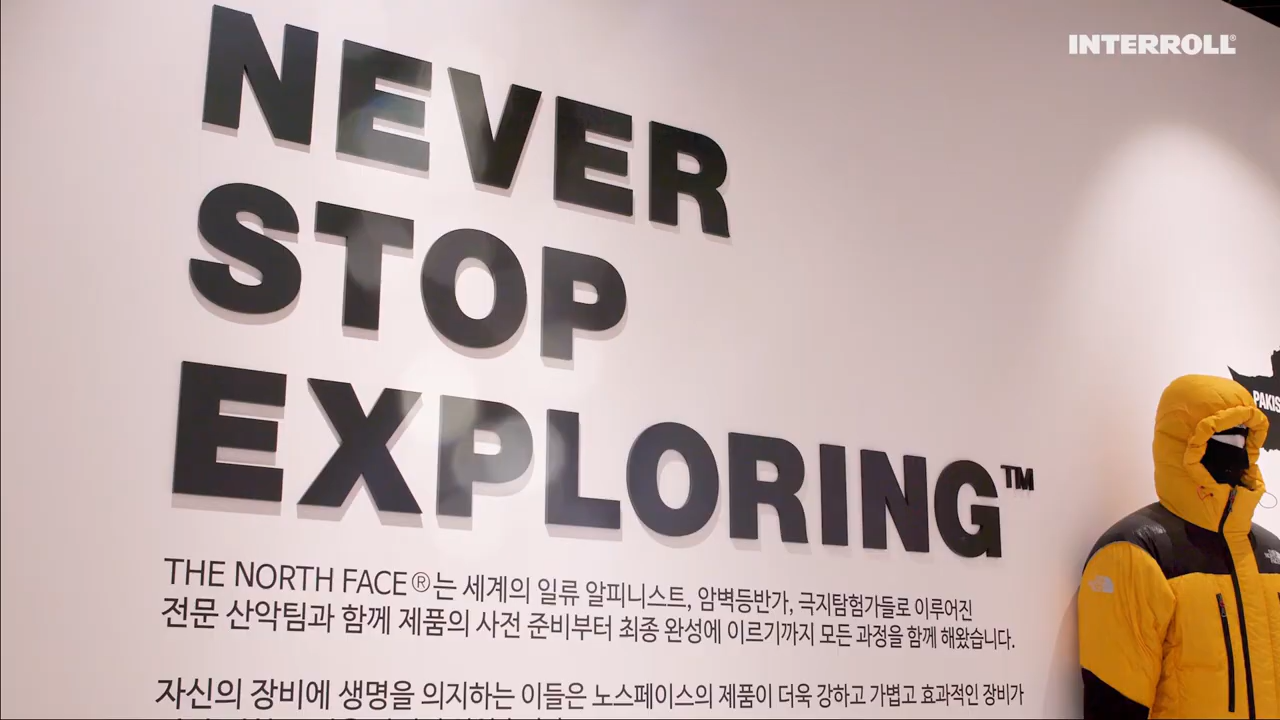 INTERROLL®
NEVER
STOP
EXPLORING™
PAKIS
THE NORTH FACE®는 세계의 일류 알피니스트, 암벽등반가, 극지탐험가들로 이루어진
전문 산악팀과 함께 제품의 사전 준비부터 최종 완성에 이르기까지 모든 과정을 함께 해왔습니다.
자신의 장비에 생명을 의지하는 이들은 노스페이스의 제품이 더욱 강하고 가볍고 효과적인 장비가